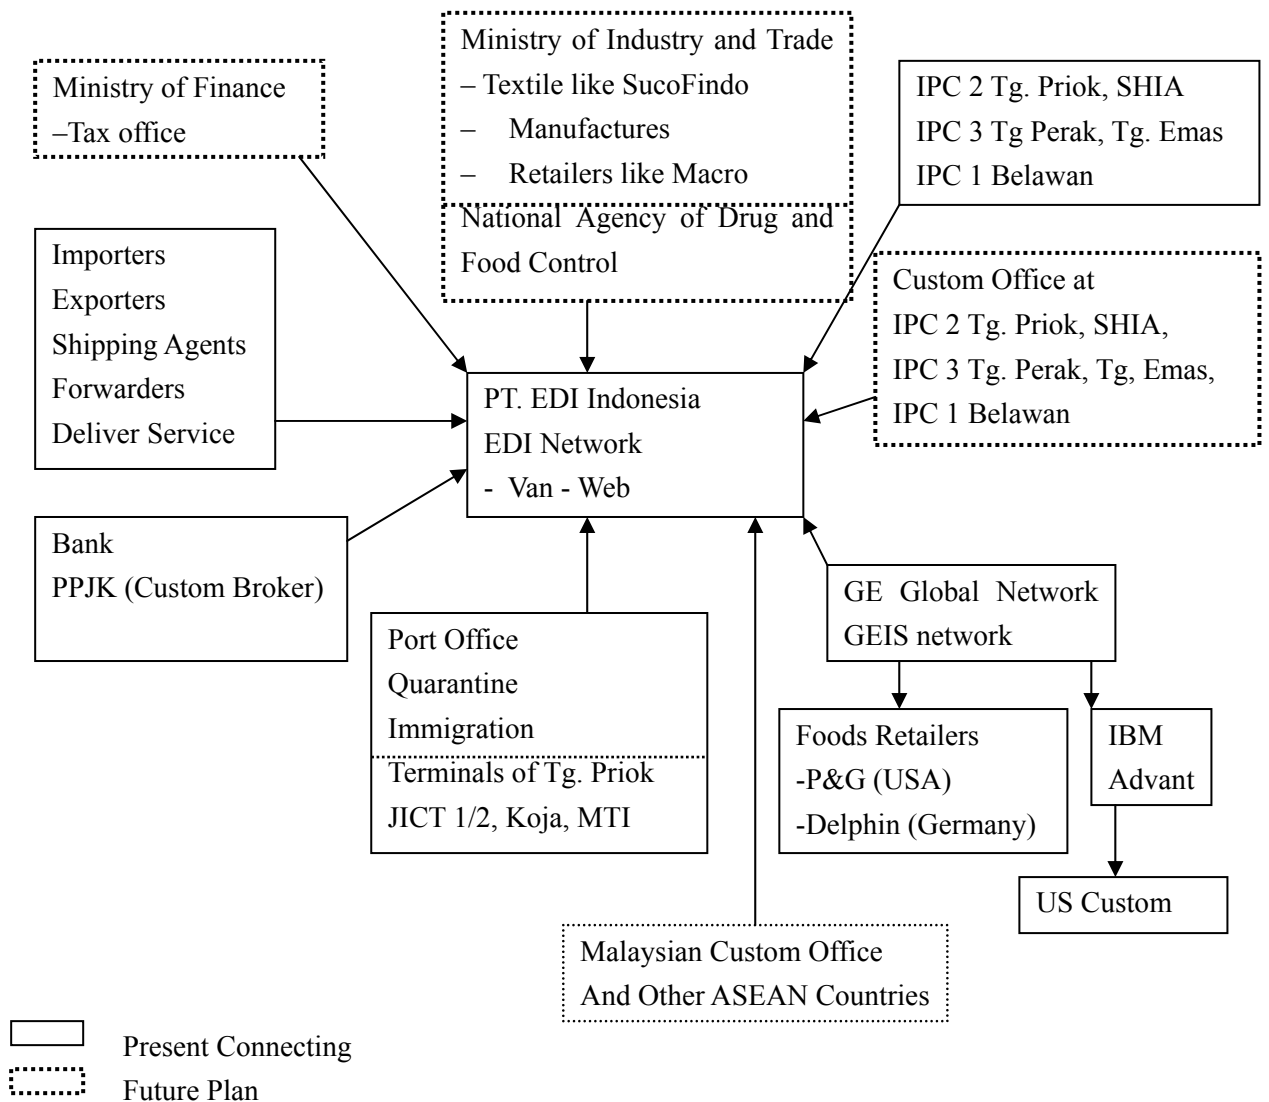 Ministry of Finance
–Tax office
Ministry of Industry and Trade
– Textile like SucoFindo
– Manufactures
– Retailers like Macro
National Agency of Drug and
Food Control
IPC 2 Tg. Priok, SHIA
IPC 3 Tg Perak, Tg. Emas
IPC 1 Belawan
Importers
Exporters
Shipping Agents
Forwarders
Deliver Service
Custom Office at
IPC 2 Tg. Priok, SHIA,
IPC 3 Tg. Perak, Tg, Emas,
IPC 1 Belawan
PT. EDI Indonesia
EDI Network
- Van - Web
Bank
PPJK (Custom Broker)
Port Office
Quarantine
Immigration
Terminals of Tg. Priok
JICT 1/2, Koja, MTI
GE Global Network
GEIS network
Foods Retailers
-P&G (USA)
-Delphin (Germany)
IBM
Advant
US Custom
Malaysian Custom Office
And Other ASEAN Countries
Present Connecting
Future Plan